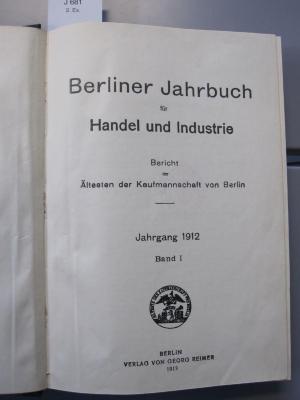 J 681
2. Ex.
Berliner Jahrbuch
für
Handel und Industrie
Bericht
der
Ältesten der Kaufmannschaft von Berlin
Jahrgang 1912
Band I
BERLIN
VERLAG VON GEORG REIMER
1913